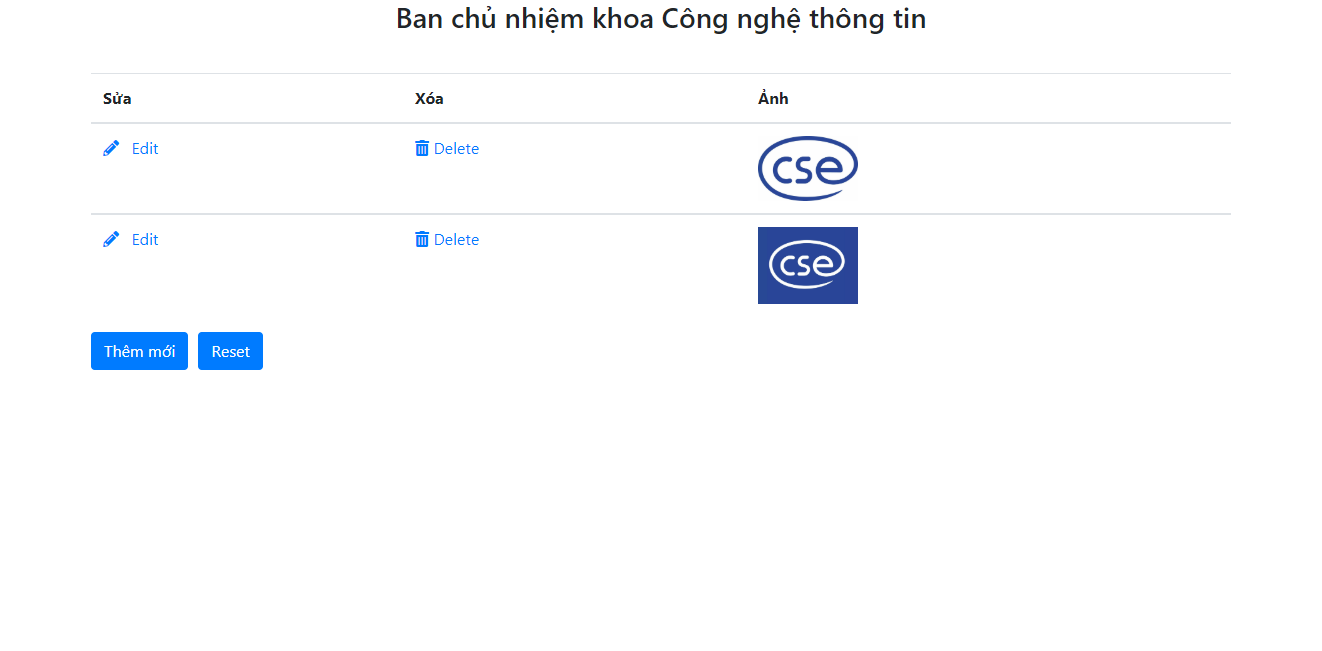 Ban chủ nhiệm khoa Công nghệ thông tin
Sửa Xóa Ảnh
Edit Delete cse
Edit Delete cse
Thêm mới Reset